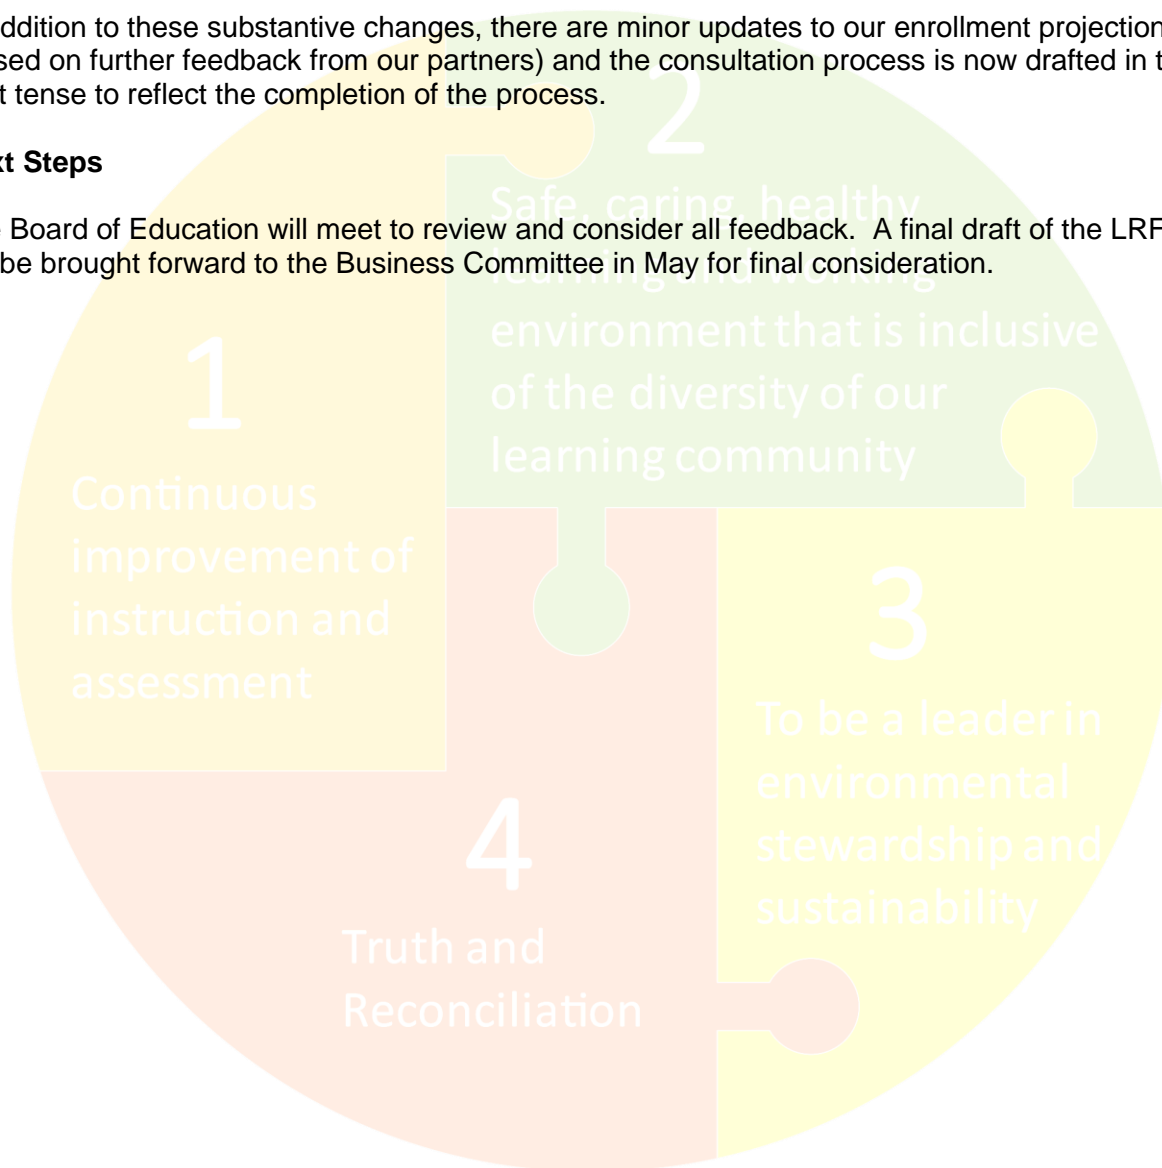 ddition to these substantive changes, there are minor updates to our enrollment projection
sed on further feedback from our partners) and the consultation process is now drafted in t
t tense to reflect the completion of the process.
xt Steps
Board of Education will meet to review and consider all feedback. A final draft of the LRF
be brought forward to the Business Committee in May for final consideration.
1
Continuous
improvement of
instruction and
assessment
2
Safe, caring, healthy
learning and working
environment that is inclusive
of the diversity of our
learning community
3
To be a leader in
environmental
stewardship and
sustainability
4
Truth and
Reconciliation